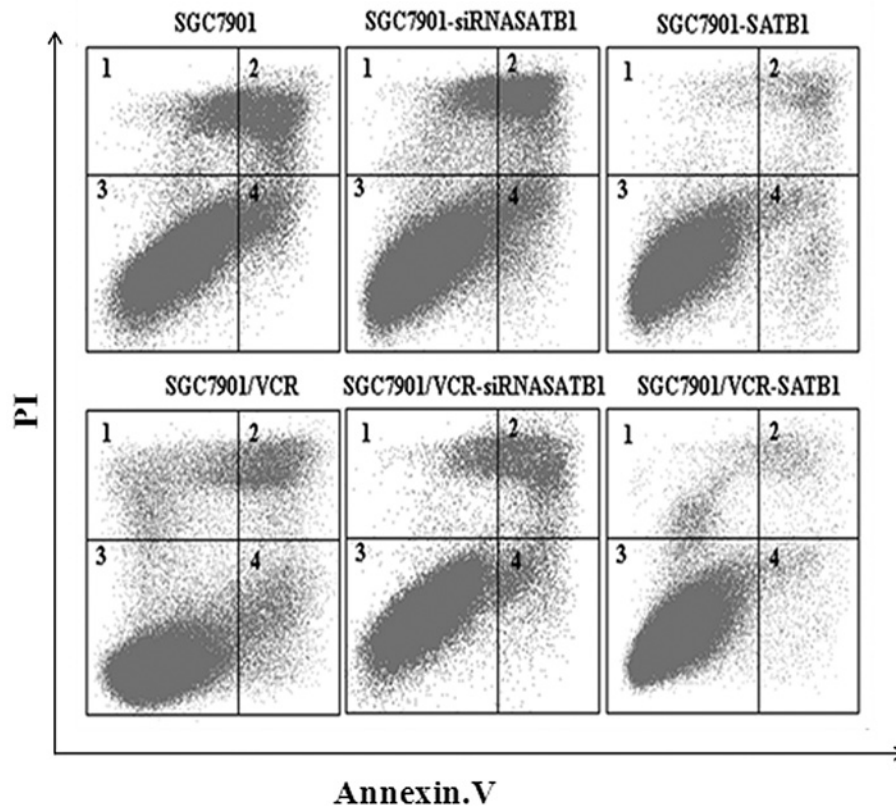 SGC7901
SGC7901-siRNASATB1
SGC7901-SATB1
1 2
3 4
1 2
3 4
1 2
3 4
SGC7901/VCR
SGC7901/VCR-siRNASATB1
SGC7901/VCR-SATB1
1 2
3 4
1 2
3 4
1 2
3 4
PI
Annexin.V